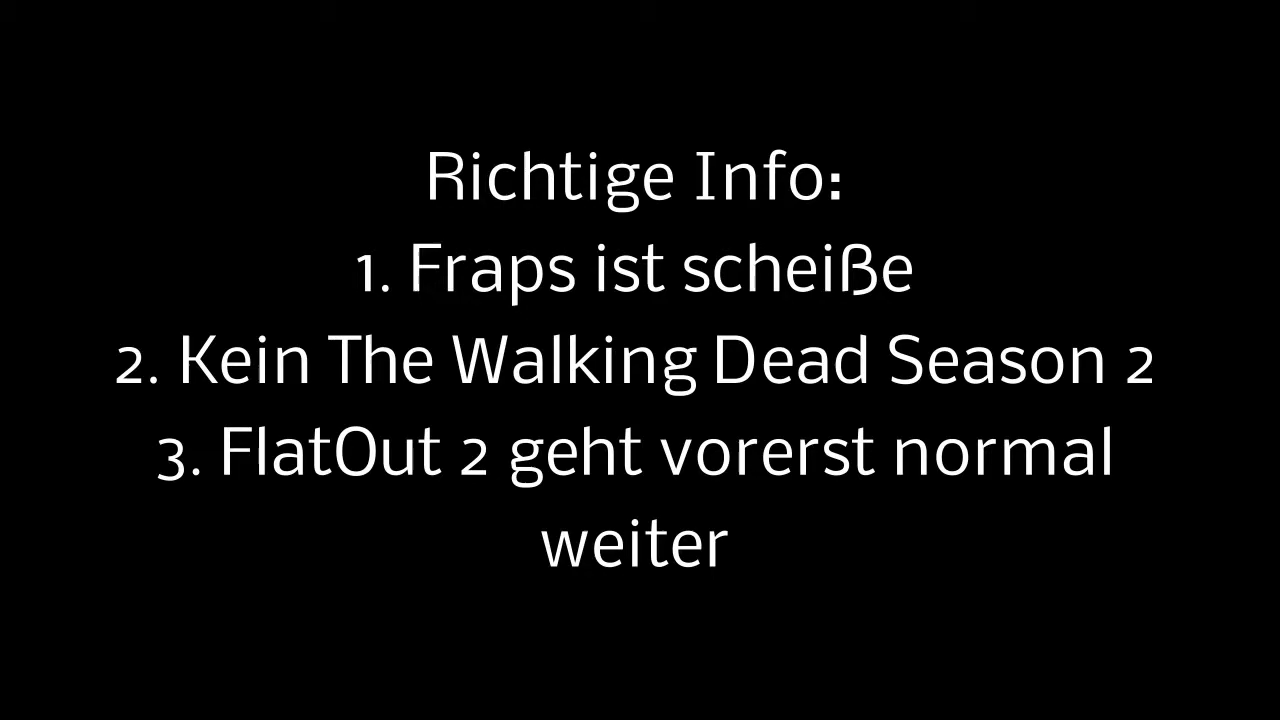 Richtige Info:
1. Fraps ist scheiße
2. Kein The Walking Dead Season 2
3. FlatOut 2 geht vorerst normal
weiter